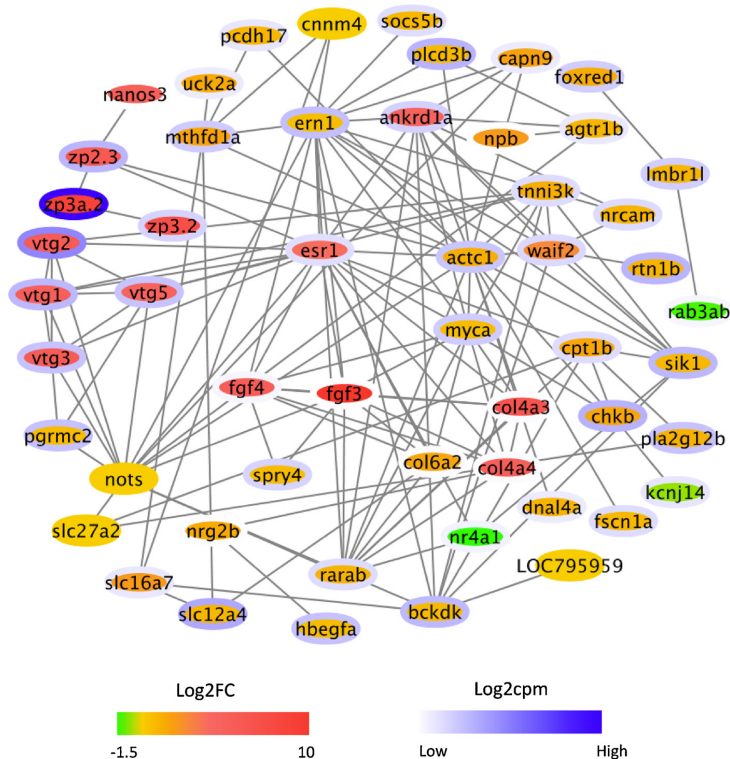 cnnm4
socs5b
pcdh17
plcd3b
capn9
foxred1
uck2a
nanos3
ern1
ankrd1a
mthfd1a
npb
agtr1b
zp2.3
lmbr1l
tnni3k
zp3a.2
nrcam
zp3.2
vtg2
esr1
actc1
waif2
rtn1b
vtg1
vtg5
rab3ab
myca
vtg3
cpt1b
sik1
fgf4
fgf3
col4a3
chkb
pgrmc2
pla2g12b
col6a2
col4a4
nots
spry4
kcnj14
dnal4a
fscn1a
slc27a2
nrg2b
nr4a1
LOC795959
rarab
slc16a7
slc12a4
bckdk
hbegfa
Log2FC
Log2cpm
-1.5
10
Low
High